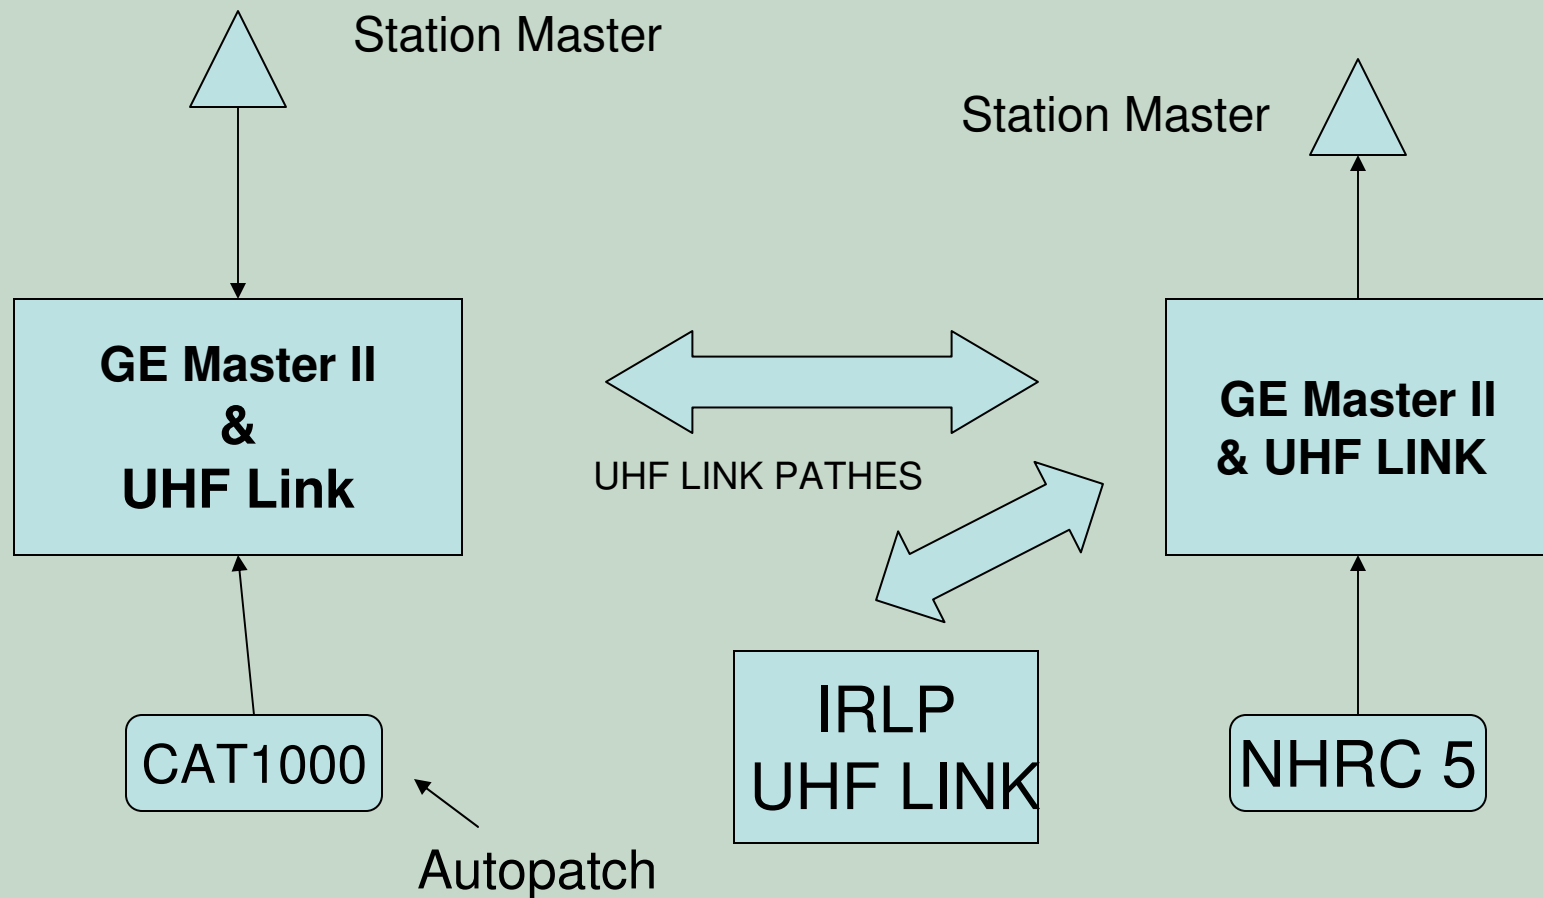 Station Master
Station Master
GE Master II
&
UHF Link
GE Master II
& UHF LINK
UHF LINK PATHES
IRLP
UHF LINK
CAT1000
NHRC 5
Autopatch